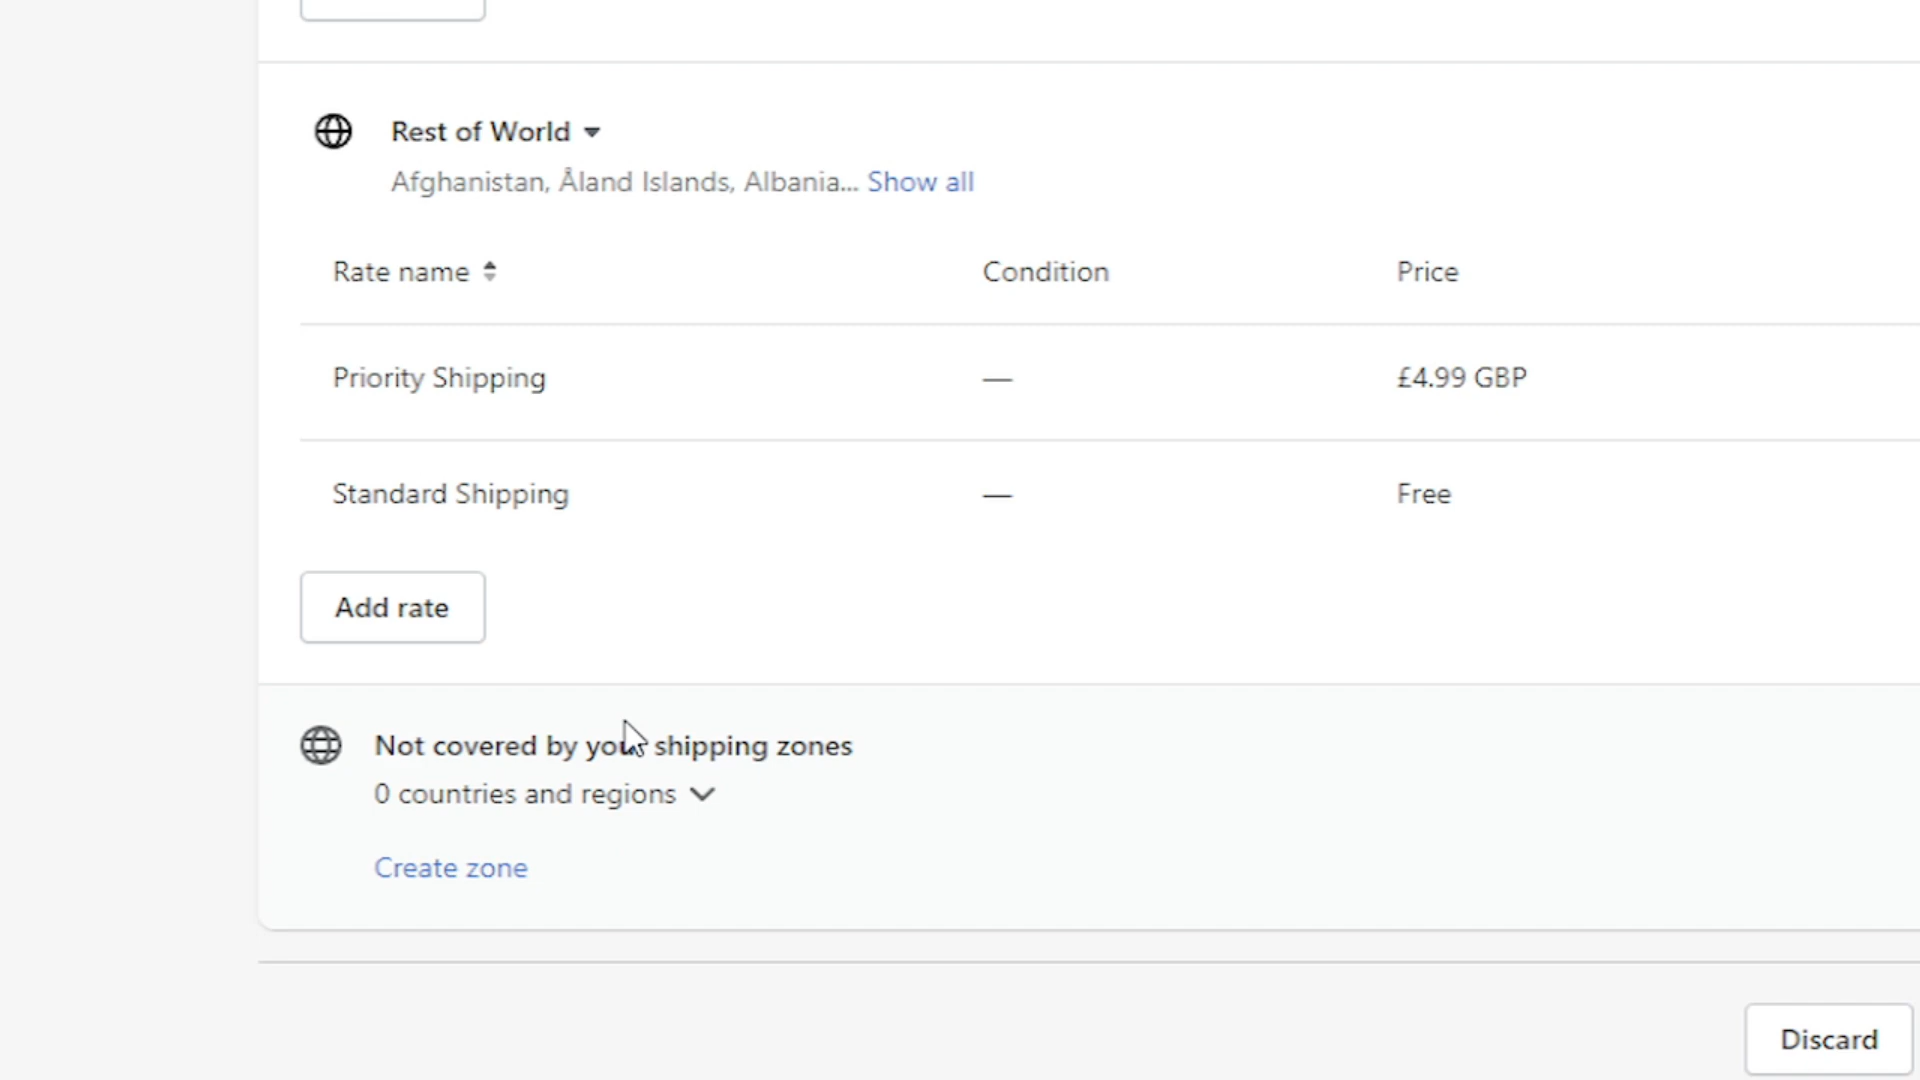 Rest of World
Afghanistan, Åland Islands, Albania... Show all
Rate name Condition Price
Priority Shipping — £4.99 GBP
Standard Shipping — Free
Add rate
Not covered by your shipping zones
0 countries and regions
Create zone
Discard